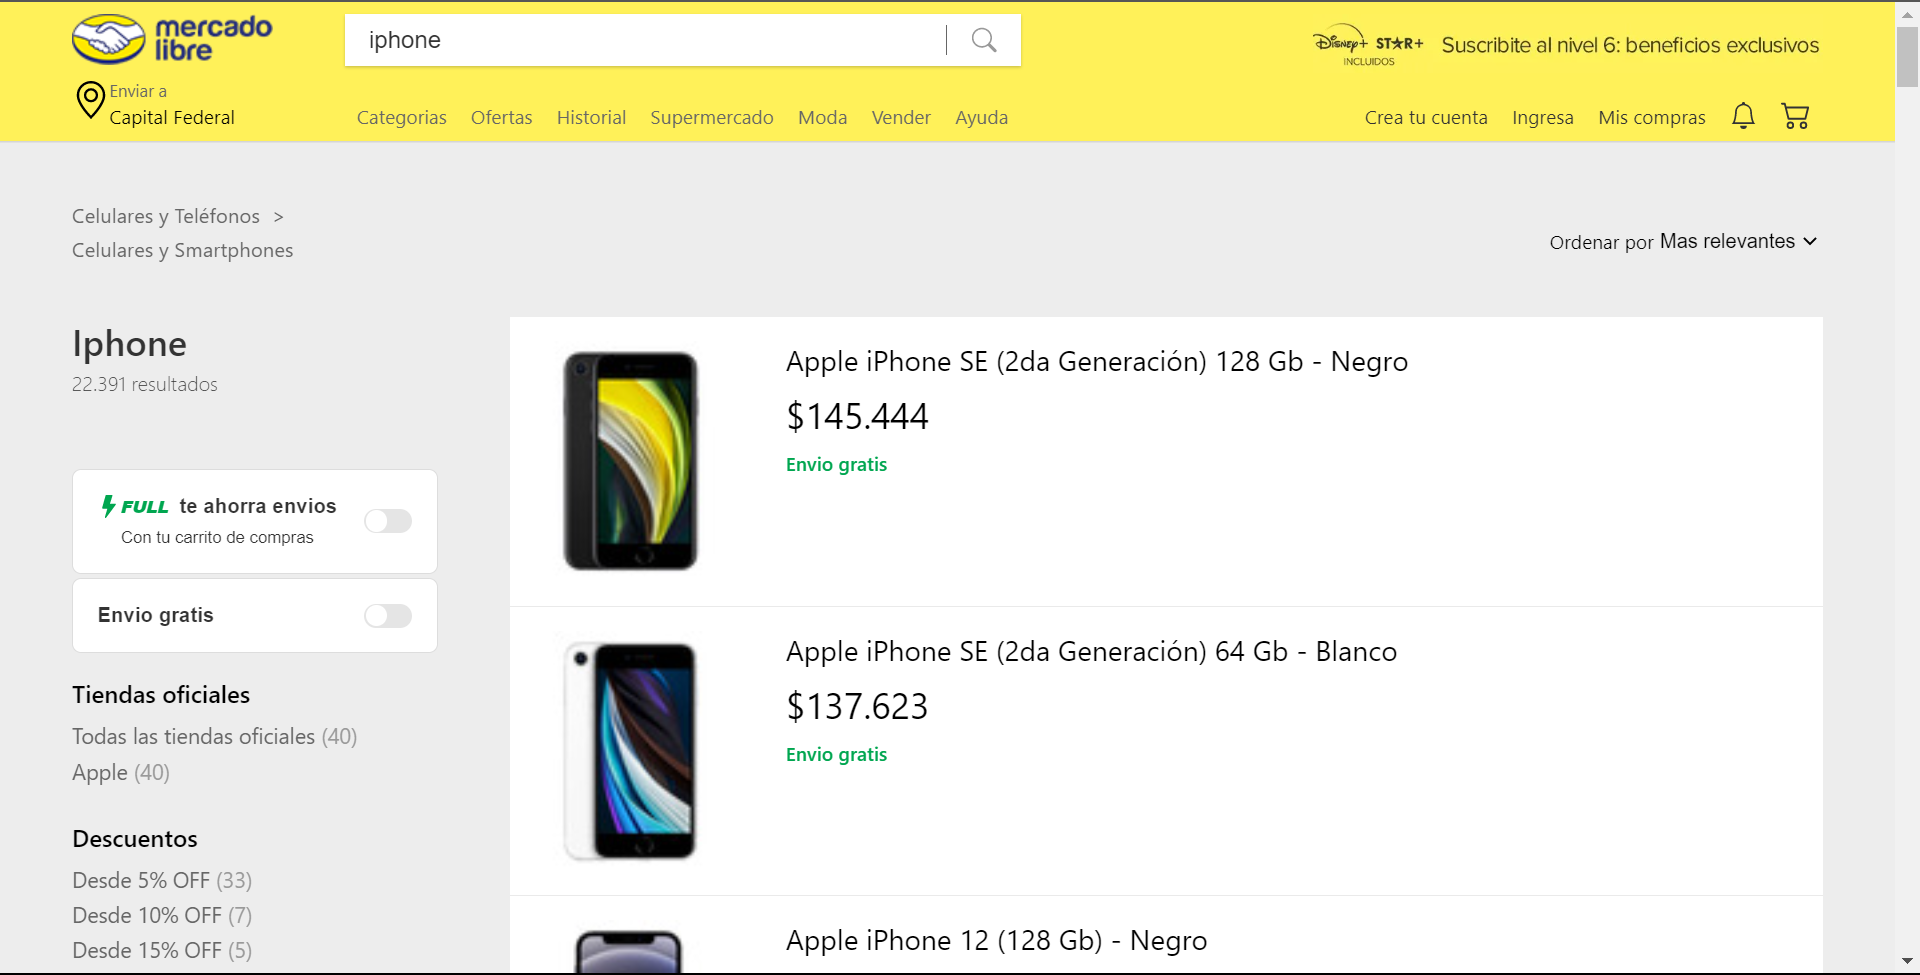 mercado
libre
iphone
Disney+ STAR+
INCLUIDOS
Suscribite al nivel 6: beneficios exclusivos
Enviar a
Capital Federal
Categorias Ofertas Historial Supermercado Moda Vender Ayuda
Crea tu cuenta Ingresa Mis compras
Celulares y Teléfonos >
Celulares y Smartphones
Ordenar por Mas relevantes
Iphone
22.391 resultados
FULL te ahorra envios
Con tu carrito de compras
Envio gratis
Tiendas oficiales
Todas las tiendas oficiales (40)
Apple (40)
Descuentos
Desde 5% OFF (33)
Desde 10% OFF (7)
Desde 15% OFF (5)
Apple iPhone SE (2da Generación) 128 Gb - Negro
$145.444
Envio gratis
Apple iPhone SE (2da Generación) 64 Gb - Blanco
$137.623
Envio gratis
Apple iPhone 12 (128 Gb) - Negro